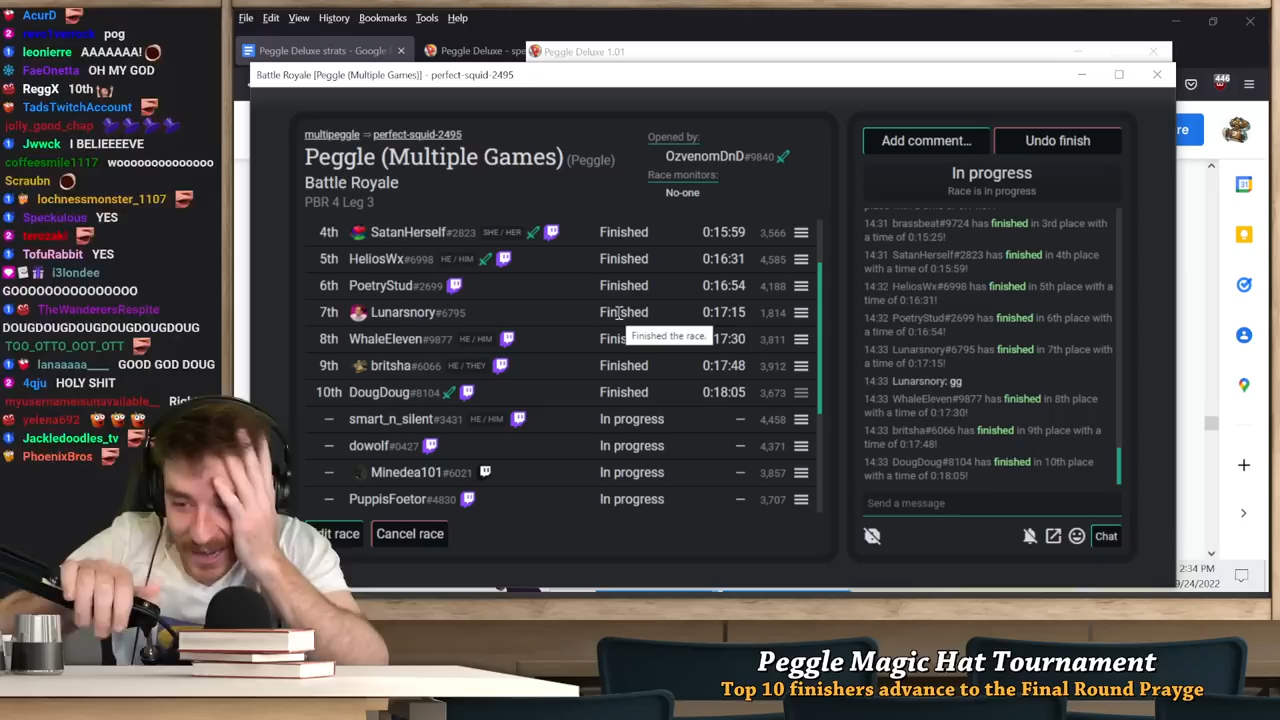 AcurD
pog
leonierre AAAAAAA!
FaeOnetta OH MY GOD
ReggX 10th
TadsTwitchAccount
jolly_good_chap
Jwwck I BELIEEEEVE
coffeesmile1117 woooooooooooo
Scraubn
lochnessmonster_1107
Speckulous YES
terezaki YES
TofuRabbit YES
i3londee
GOOOOOOOOOOOOO
TheWanderersRespite
DOUGDOUGDOUGDOUGDOUGDOUG
TOO_OTTO_OOT_OTT
lanaaaaa___ GOOD GOD DOUG
4qju HOLY SHIT
myusernameisunavailable_
yelena692
Jackledoodles_tv
PhoenixBros
File Edit View History Bookmarks Tools Help
Peggle Deluxe strats - Google
Peggle Deluxe - spe
Peggle Deluxe 1.01
Battle Royale [Peggle (Multiple Games)] - perfect-squid-2495
446
re
31
multipeggle ⇒ perfect-squid-2495
Peggle (Multiple Games) (Peggle)
Battle Royale
PBR 4 Leg 3
Opened by:
OzvenomDnD#9840
Race monitors:
No-one
4th SatanHerself#2823 SHE / HER Finished 0:15:59 3,566
5th HeliosWx#6998 HE / HIM Finished 0:16:31 4,585
6th PoetryStud#2699 Finished 0:16:54 4,188
7th Lunarsnory#6795 Finished 0:17:15 1,814
Finished the race.
8th WhaleEleven#9877 HE / HIM Finis 17:30 3,811
9th britsha#6066 HE / THEY Finished 0:17:48 3,912
10th DougDoug#8104 Finished 0:18:05 3,673
— smart_n_silent#3431 HE / HIM In progress — 4,458
— dowolf#0427 In progress — 4,371
— Minedea101#6021 In progress — 3,857
— PuppisFoetor#4830 In progress — 3,707
dit race Cancel race
Add comment… Undo finish
In progress
Race is in progress
14:31 brassbeat#9724 has finished in 3rd place with
a time of 0:15:25!
14:31 SatanHerself#2823 has finished in 4th place
with a time of 0:15:59!
14:32 HeliosWx#6998 has finished in 5th place with
a time of 0:16:31!
14:32 PoetryStud#2699 has finished in 6th place
with a time of 0:16:54!
14:33 Lunarsnory#6795 has finished in 7th place
with a time of 0:17:15!
14:33 Lunarsnory: gg
14:33 WhaleEleven#9877 has finished in 8th place
with a time of 0:17:30!
14:33 britsha#6066 has finished in 9th place with a
time of 0:17:48!
14:33 DougDoug#8104 has finished in 10th place
with a time of 0:18:05!
Send a message
Chat
2:34 PM
9/24/2022
Peggle Magic Hat Tournament
Top 10 finishers advance to the Final Round Prayge